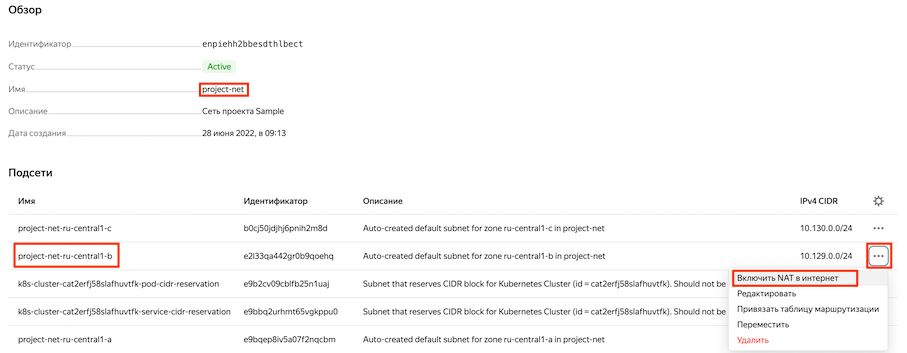 Обзор
Идентификатор enpiehh2bbesdthlbect
Статус Active
Имя project-net
Описание Сеть проекта Sample
Дата создания 28 июня 2022, в 09:13
Подсети
Имя Идентификатор Описание IPv4 CIDR
project-net-ru-central1-c b0cj50jdjhj6pnih2m8d Auto-created default subnet for zone ru-central1-c in project-net 10.130.0.0/24
project-net-ru-central1-b e2l33qa442gr0b9qoehq Auto-created default subnet for zone ru-central1-b in project-net 10.129.0.0/24
Включить NAT в интернет
k8s-cluster-cat2erfj58slafhuvtfk-pod-cidr-reservation e9b2cv09cblfb25n1uaj Subnet that reserves CIDR block for Kubernetes Cluster (id = cat2erfj58slafhuvtfk). Should not be
Редактировать
k8s-cluster-cat2erfj58slafhuvtfk-service-cidr-reservation e9bbq2urhmt65vgkppu0 Subnet that reserves CIDR block for Kubernetes Cluster (id = cat2erfj58slafhuvtfk). Should not be
Привязать таблицу маршрутизации
Переместить
project-net-ru-central1-a e9bqep8iv5a07f2nqcbm Auto-created default subnet for zone ru-central1-a in project-net
Удалить